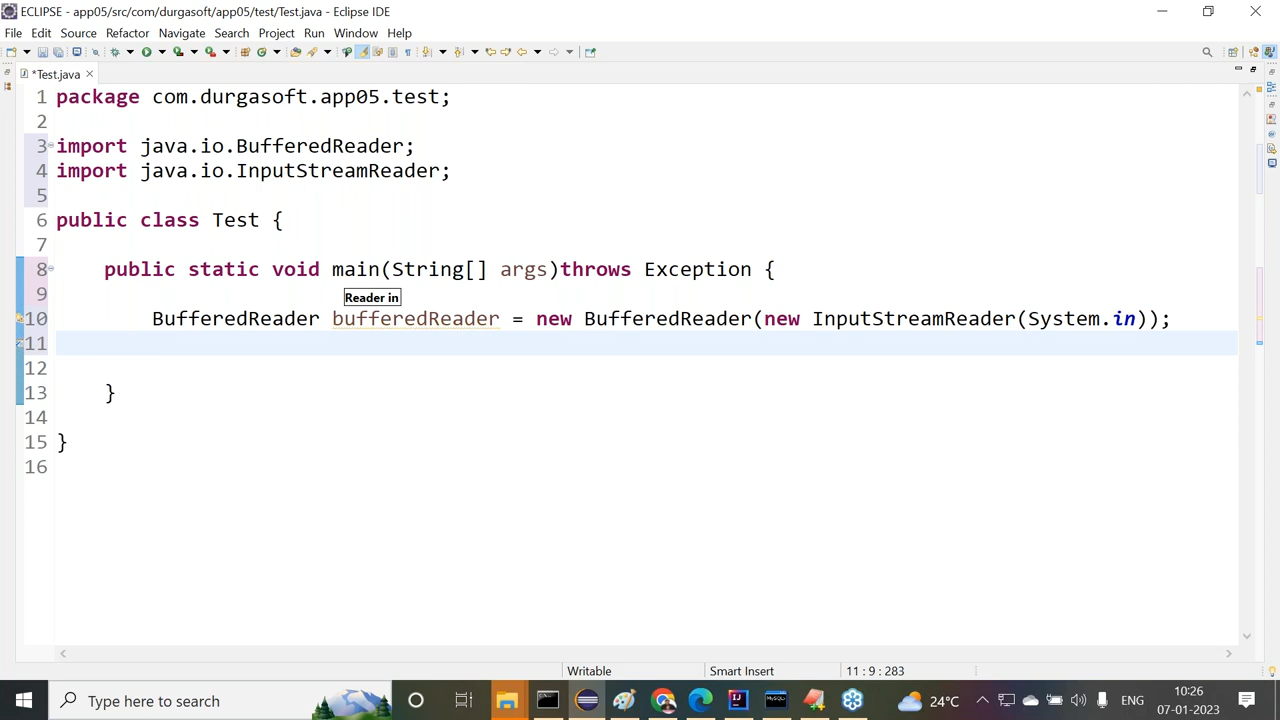 ECLIPSE - app05/src/com/durgasoft/app05/test/Test.java - Eclipse IDE
File Edit Source Refactor Navigate Search Project Run Window Help
*Test.java
1 package com.durgasoft.app05.test;
2
3 import java.io.BufferedReader;
4 import java.io.InputStreamReader;
5
6 public class Test {
7
8 public static void main(String[] args)throws Exception {
9
Reader in
10 BufferedReader bufferedReader = new BufferedReader(new InputStreamReader(System.in));
11
12
13 }
14
15 }
16
Writable Smart Insert 11 : 9 : 283
Type here to search 24°C ENG 10:26
07-01-2023